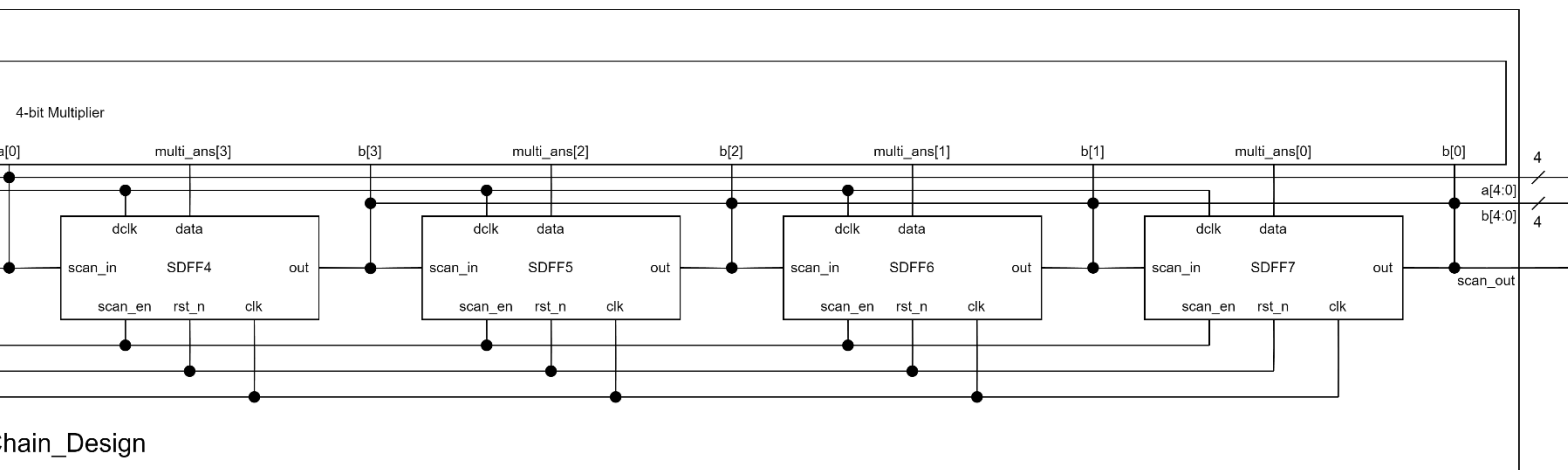 4-bit Multiplier
a[0] multi_ans[3] b[3] multi_ans[2] b[2] multi_ans[1] b[1] multi_ans[0] b[0] 4
a[4:0]
b[4:0] 4
dclk data dclk data dclk data dclk data
scan_in SDFF4 out scan_in SDFF5 out scan_in SDFF6 out scan_in SDFF7 out
scan_out
scan_en rst_n clk scan_en rst_n clk scan_en rst_n clk scan_en rst_n clk
Chain_Design